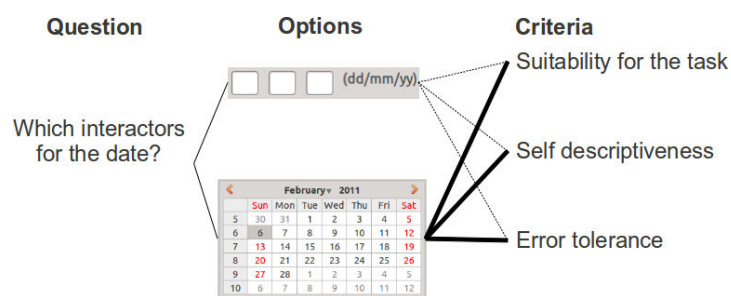 Question Options Criteria
Suitability for the task
(dd/mm/yy)
Which interactors
for the date?
Self descriptiveness
February 2011
Sun Mon Tue Wed Thu Fri Sat
5 30 31 1 2 3 4 5
6 6 7 8 9 10 11 12
7 13 14 15 16 17 18 19
8 20 21 22 23 24 25 26
9 27 28 1 2 3 4 5
10 6 7 8 9 10 11 12
Error tolerance